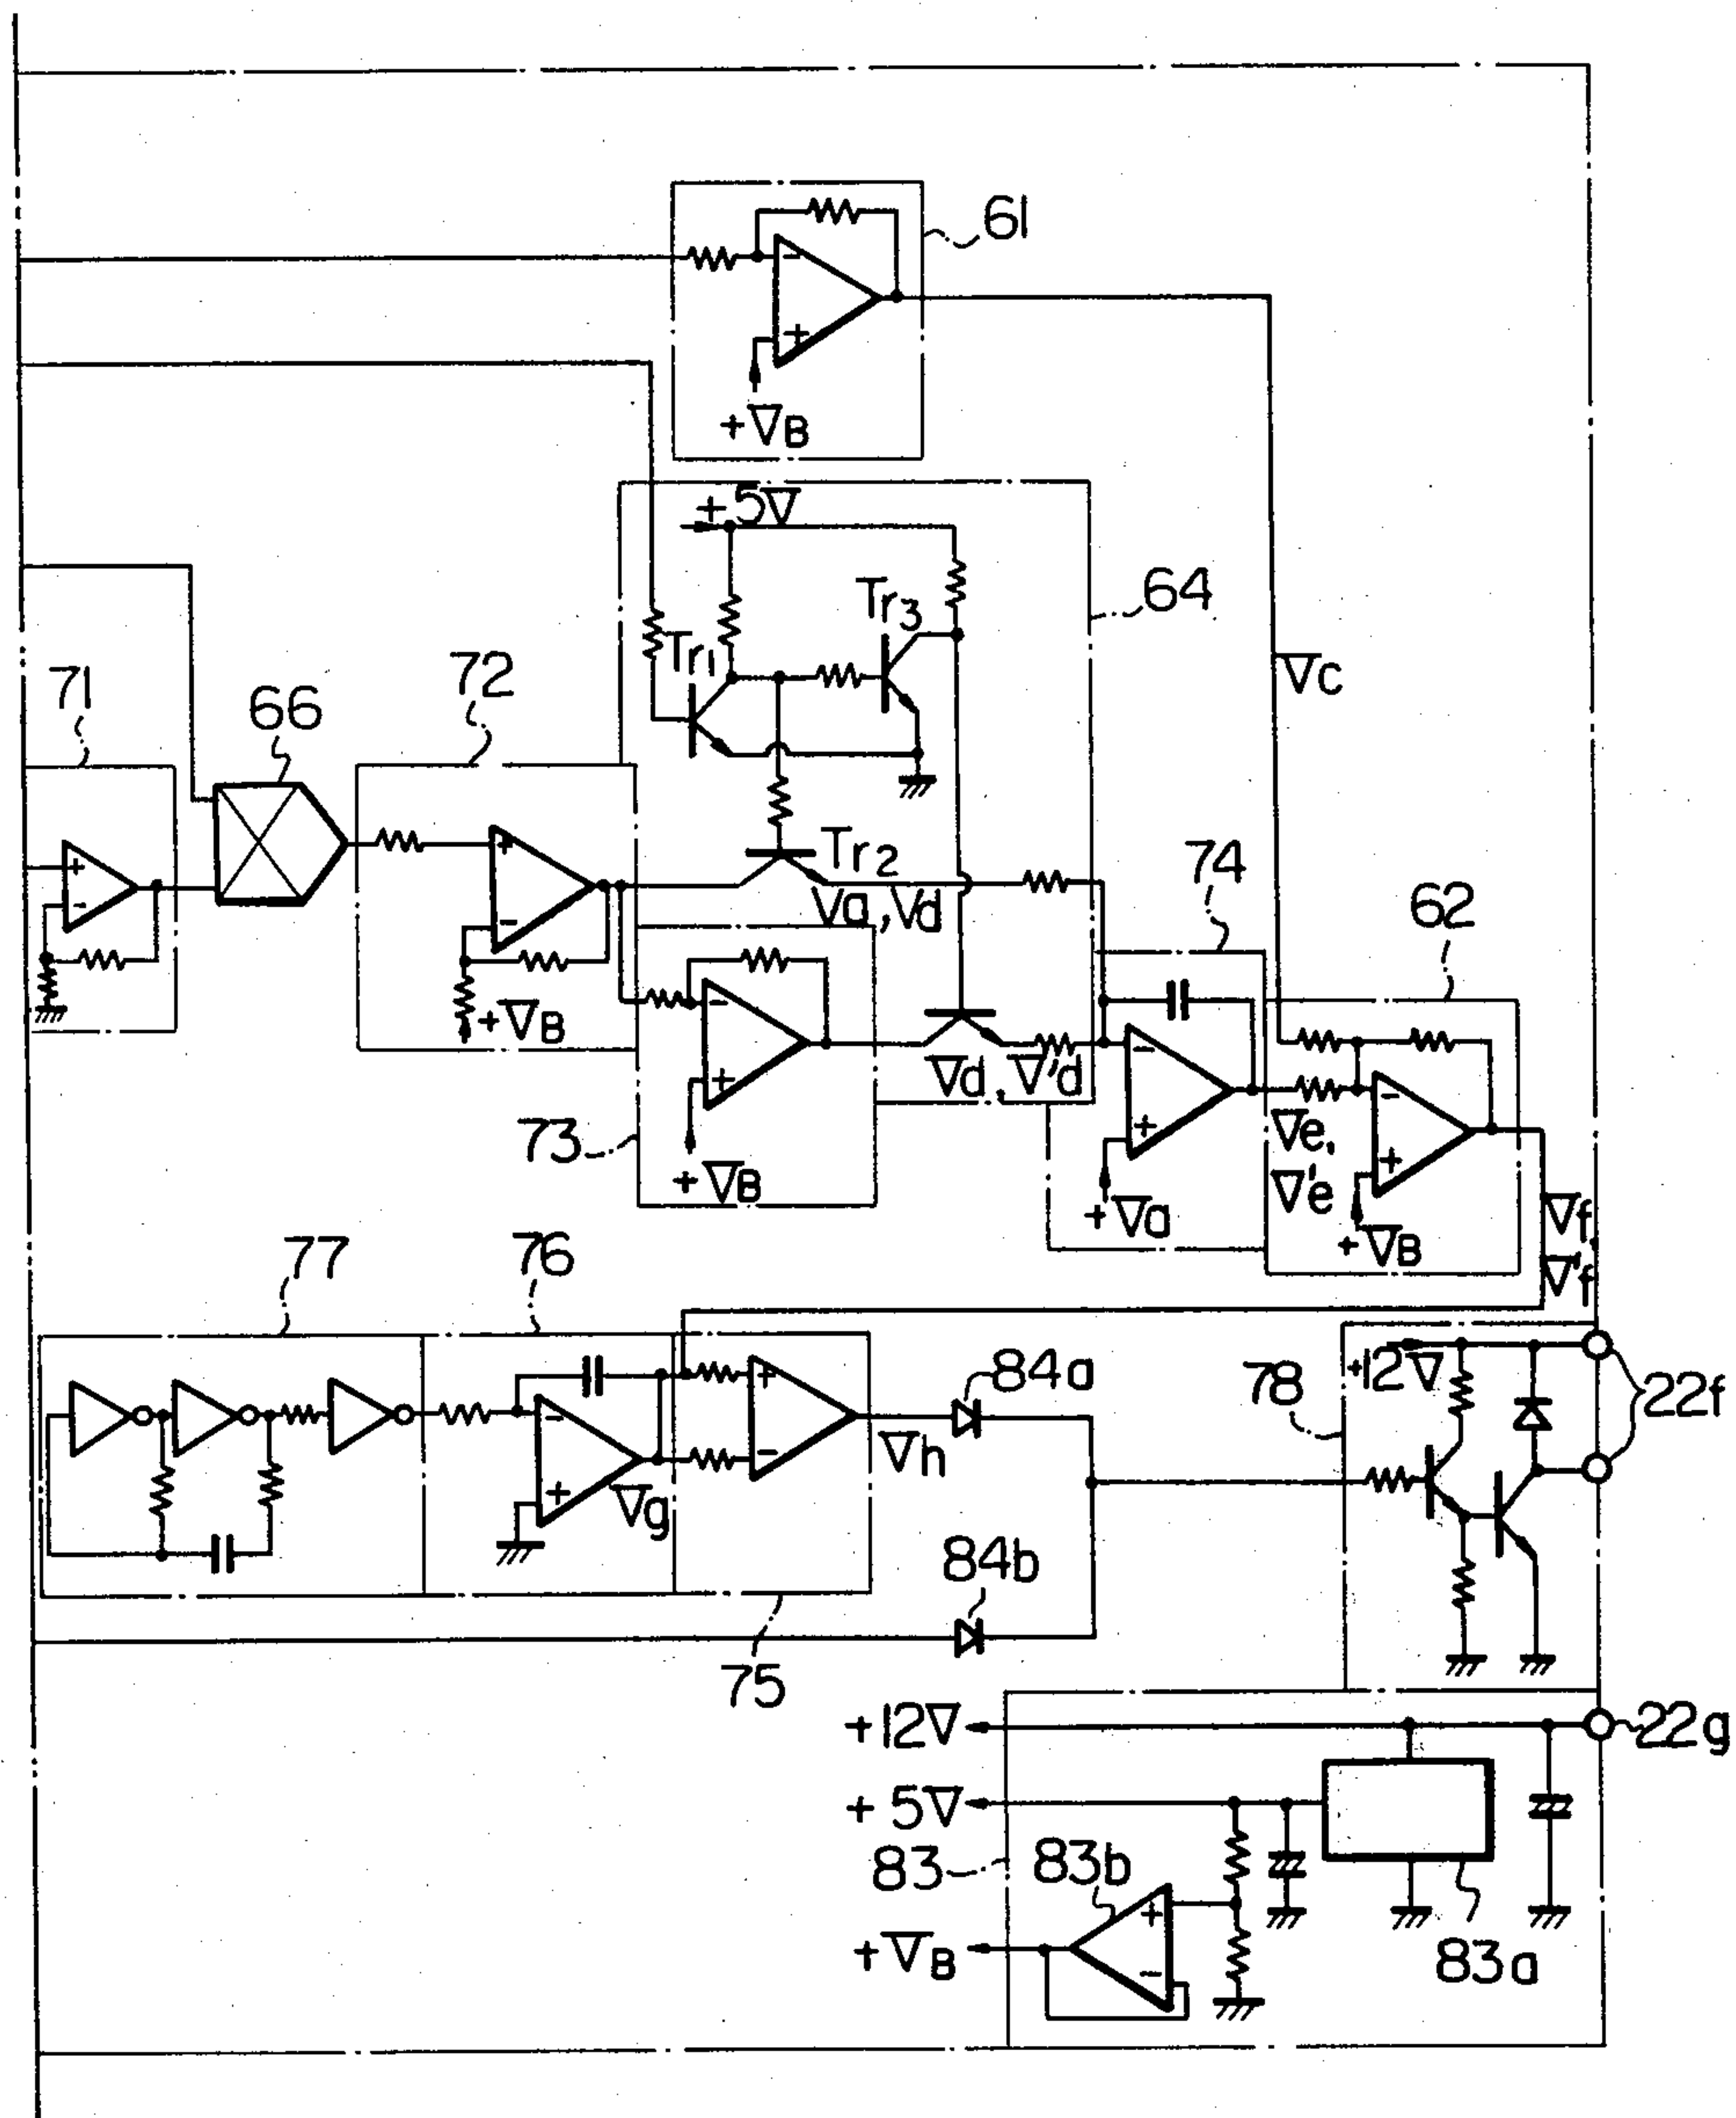 61
-
+
+VB
+5V
64
Tr3
Tr1
Vc
71
66
72
+
-
+
-
Tr2
Va,Vd
74
62
+VB
-
+
Vd,V'd
-
+
-
+
73
+VB
Ve,
V'e
+Va
+VB
Vf,
V'f
77
76
84a
78
+12V
22f
-
+
+
-
Vg
Vh
84b
75
+12V
22g
+5V
83
83b
+
-
+VB
83a